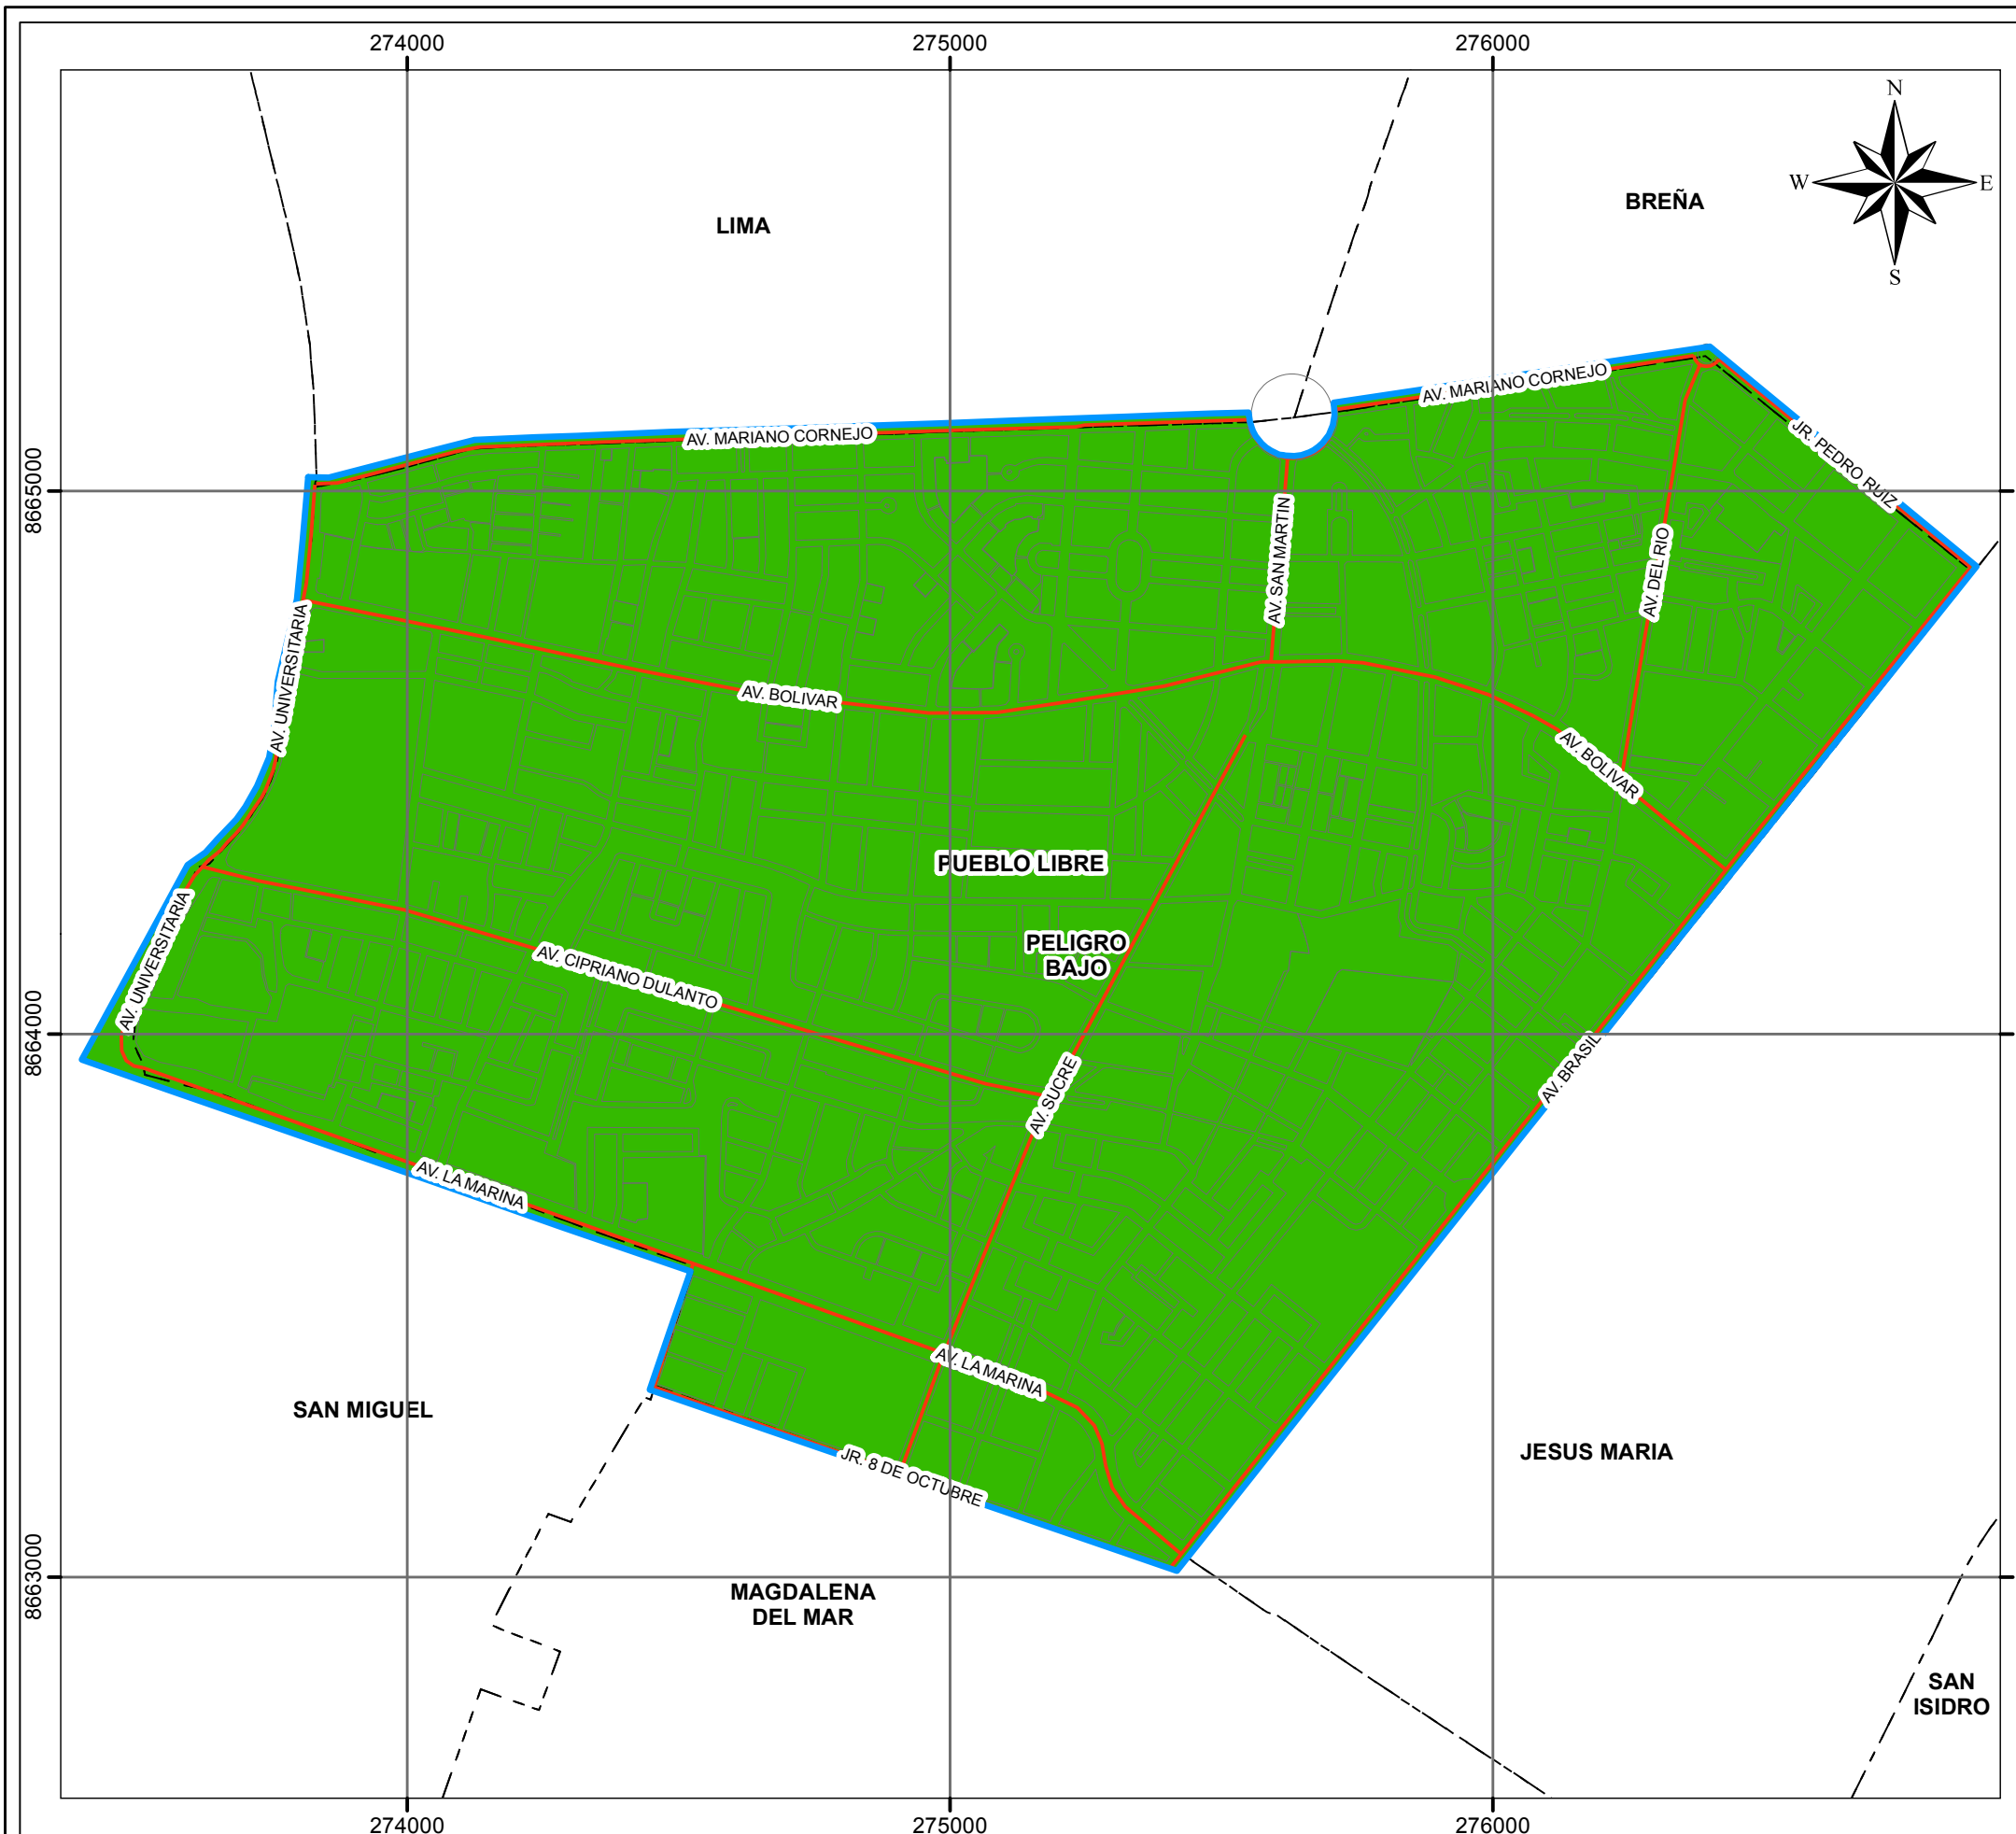 274000
275000
276000
N
W
E
S
BREÑA
LIMA
AV. MARIANO CORNEJO
AV. MARIANO CORNEJO
JR. PEDRO RUIZ
8665000
AV. SAN MARTIN
AV. DEL RIO
AV. UNIVERSITARIA
AV. BOLIVAR
AV. BOLIVAR
PUEBLO LIBRE
AV. UNIVERSITARIA
PELIGRO
BAJO
AV. CIPRIANO DULANTO
8664000
AV. SUCRE
AV. BRASIL
AV. LA MARINA
AV. LA MARINA
SAN MIGUEL
JR. 8 DE OCTUBRE
JESUS MARIA
8663000
MAGDALENA
DEL MAR
SAN
ISIDRO
274000
275000
276000